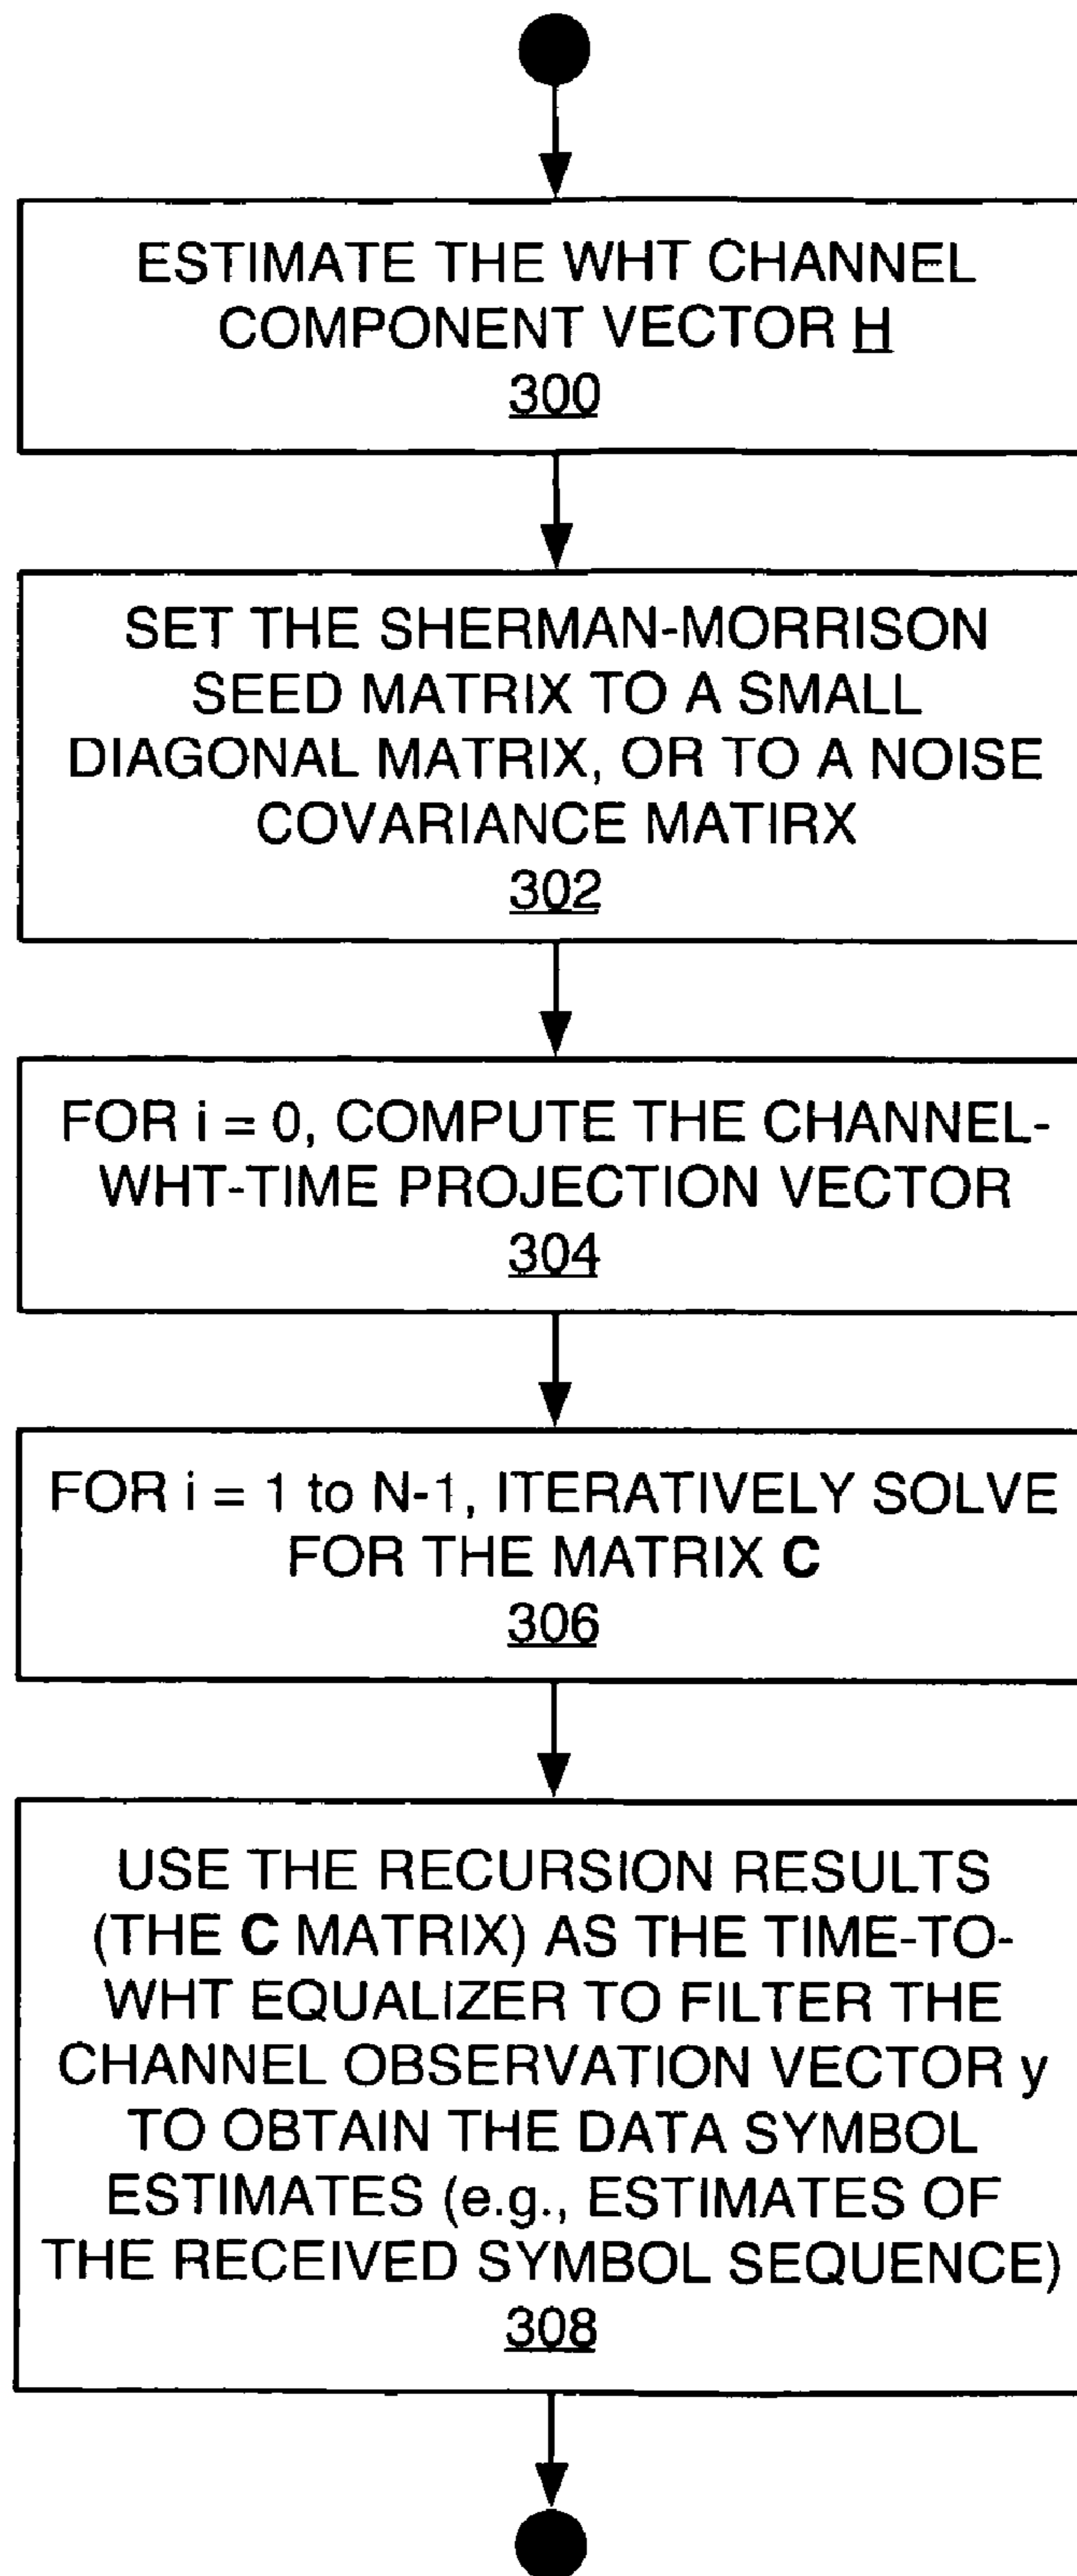 ESTIMATE THE WHT CHANNEL
COMPONENT VECTOR H
300
SET THE SHERMAN-MORRISON
SEED MATRIX TO A SMALL
DIAGONAL MATRIX, OR TO A NOISE
COVARIANCE MATIRX
302
FOR i = 0, COMPUTE THE CHANNEL-
WHT-TIME PROJECTION VECTOR
304
FOR i = 1 to N-1, ITERATIVELY SOLVE
FOR THE MATRIX C
306
USE THE RECURSION RESULTS
(THE C MATRIX) AS THE TIME-TO-
WHT EQUALIZER TO FILTER THE
CHANNEL OBSERVATION VECTOR y
TO OBTAIN THE DATA SYMBOL
ESTIMATES (e.g., ESTIMATES OF
THE RECEIVED SYMBOL SEQUENCE)
308